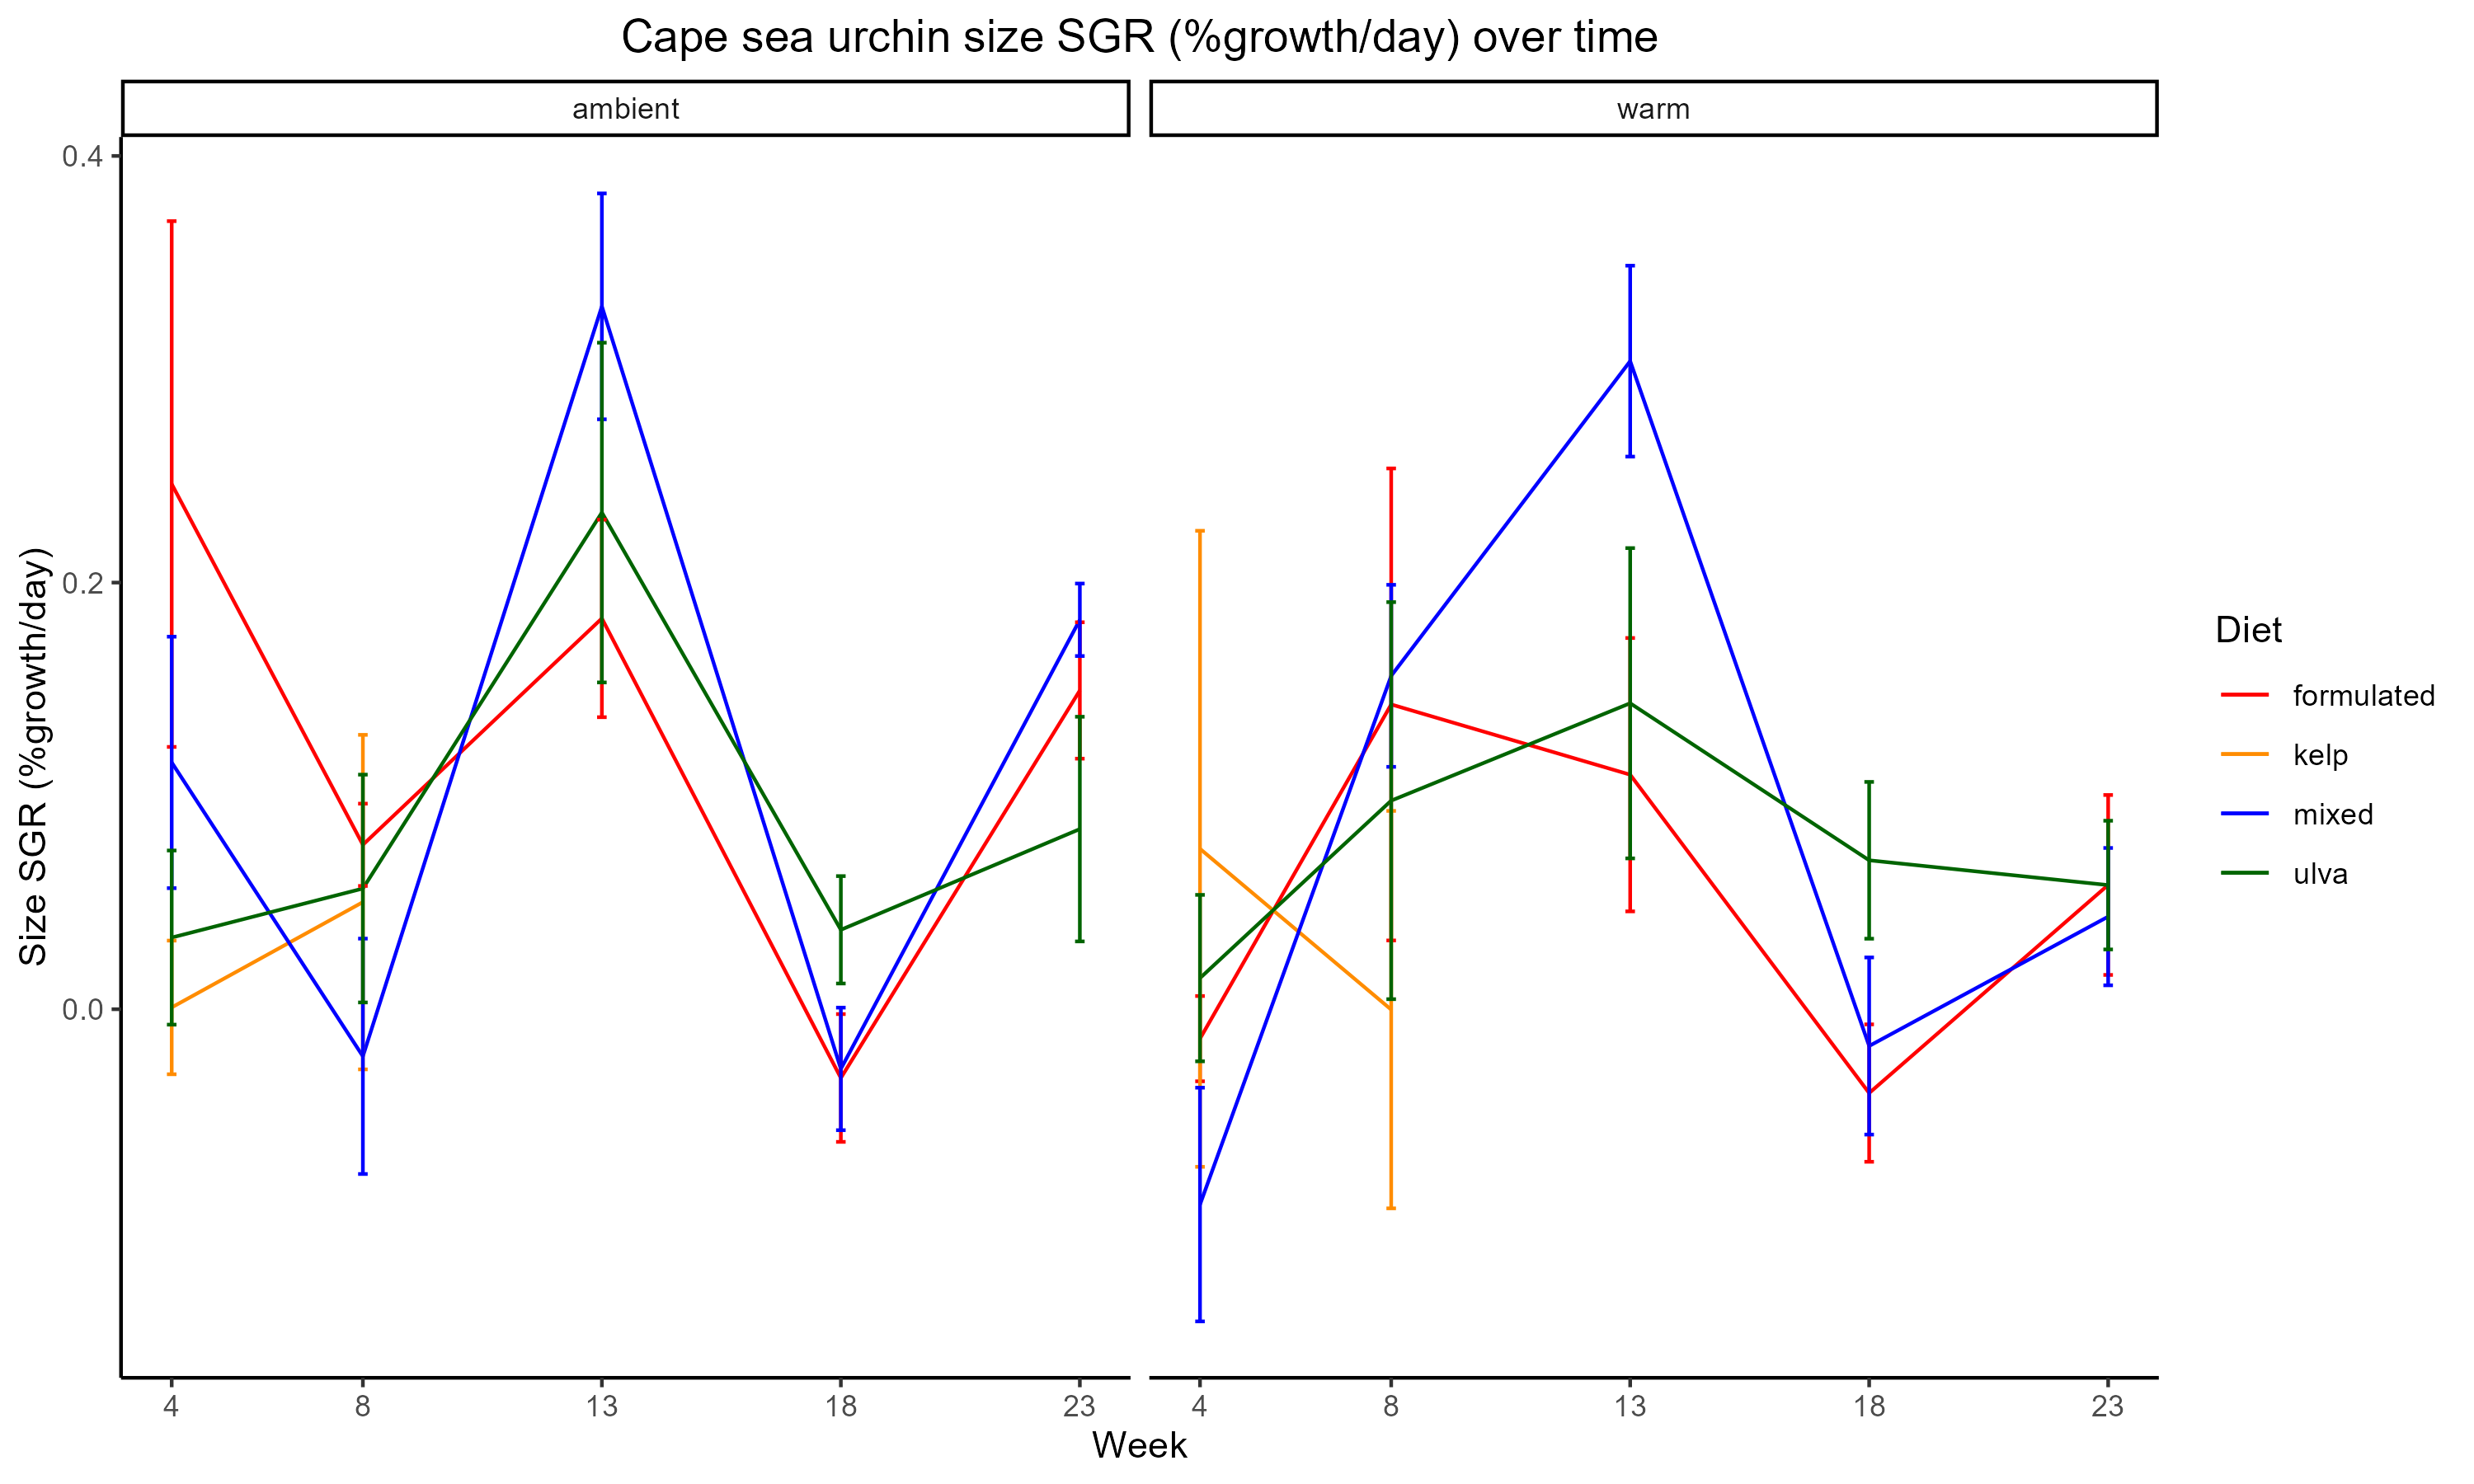 Cape sea urchin size SGR (%growth/day) over time
ambient
warm
Size SGR (%growth/day)
0.4
0.2
0.0
4 8 13 18 23
4 8 13 18 23
Week
Diet
formulated
kelp
mixed
ulva